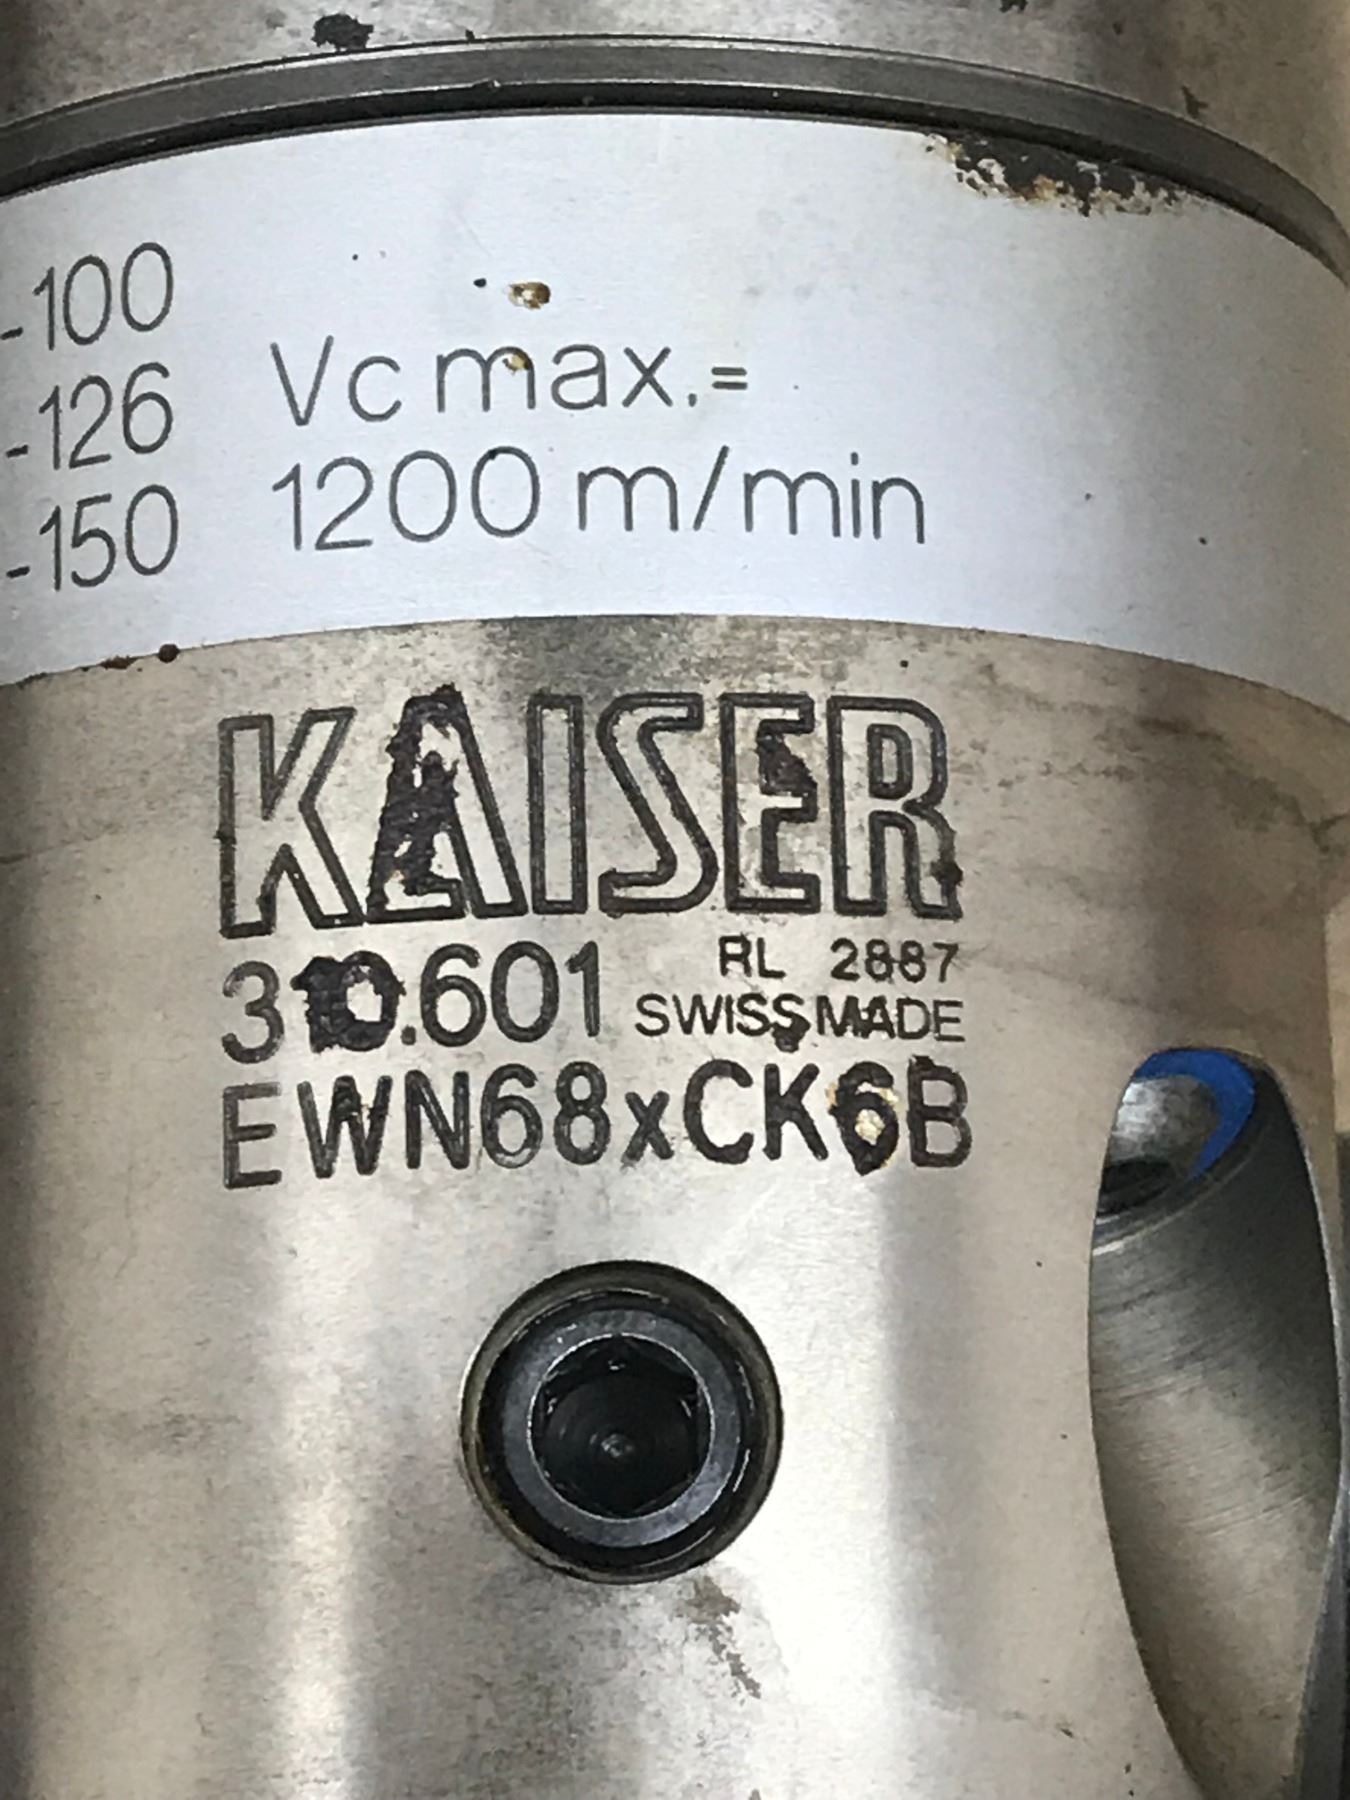 -100
-126
-150
Vc max.=
1200 m/min
KAISER
310.601
RL 2887
SWISS MADE
EWN68xCK6B